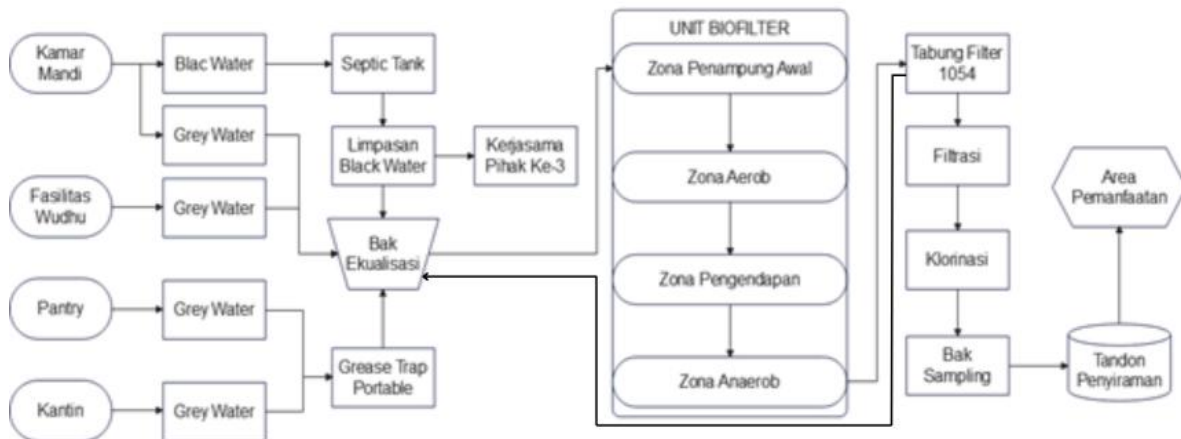 Kamar
Mandi
Blac Water
Septic Tank
Grey Water
Limpasan
Black Water
Kerjasama
Pihak Ke-3
Fasilitas
Wudhu
Grey Water
Bak
Ekualisasi
Pantry
Grey Water
Grease Trap
Portable
Kantin
Grey Water
UNIT BIOFILTER
Zona Penampung Awal
Zona Aerob
Zona Pengendapan
Zona Anaerob
Tabung Filter
1054
Filtrasi
Klorinasi
Bak
Sampling
Tandon
Penyiraman
Area
Pemanfaatan